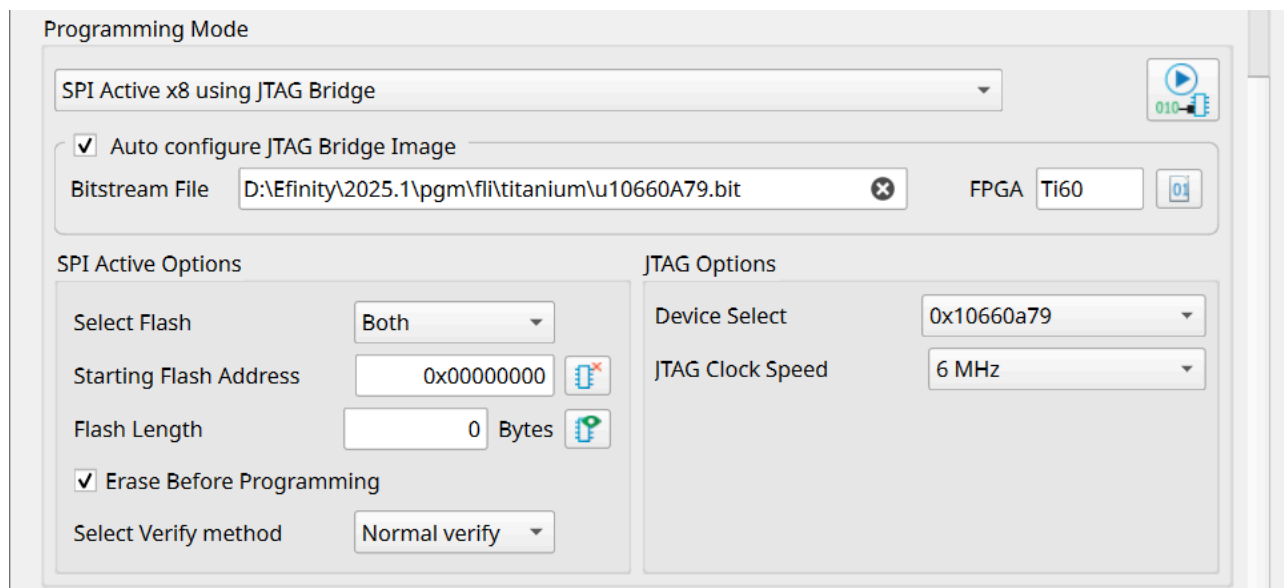 Programming Mode
SPI Active x8 using JTAG Bridge
010
Auto configure JTAG Bridge Image
Bitstream File D:\Efinity\2025.1\pgm\fli\titanium\u10660A79.bit FPGA Ti60 01
SPI Active Options
Select Flash Both
Starting Flash Address 0x00000000
Flash Length 0 Bytes
Erase Before Programming
Select Verify method Normal verify
JTAG Options
Device Select 0x10660a79
JTAG Clock Speed 6 MHz